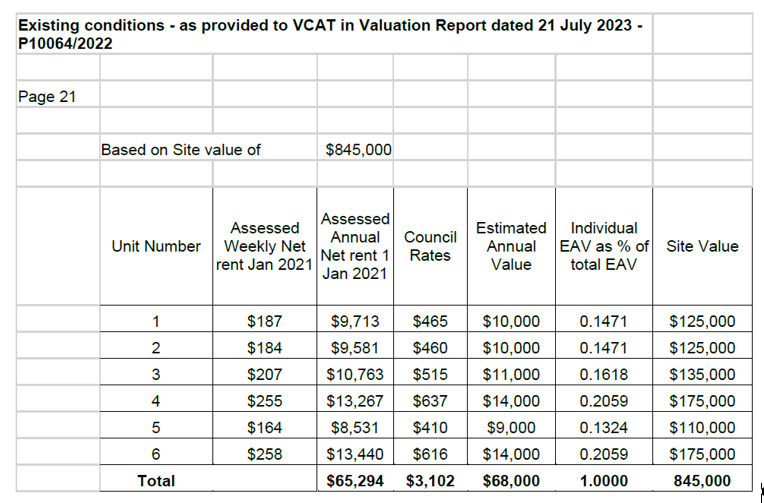 Existing conditions - as provided to VCAT in Valuation Report dated 21 July 2023 -
P10064/2022
Page 21
Based on Site value of $845,000
Unit Number Assessed Weekly Net rent Jan 2021 Assessed Annual Net rent 1 Jan 2021 Council Rates Estimated Annual Value Individual EAV as % of total EAV Site Value
1 $187 $9,713 $465 $10,000 0.1471 $125,000
2 $184 $9,581 $460 $10,000 0.1471 $125,000
3 $207 $10,763 $515 $11,000 0.1618 $135,000
4 $255 $13,267 $637 $14,000 0.2059 $175,000
5 $164 $8,531 $410 $9,000 0.1324 $110,000
6 $258 $13,440 $616 $14,000 0.2059 $175,000
Total $65,294 $3,102 $68,000 1.0000 845,000